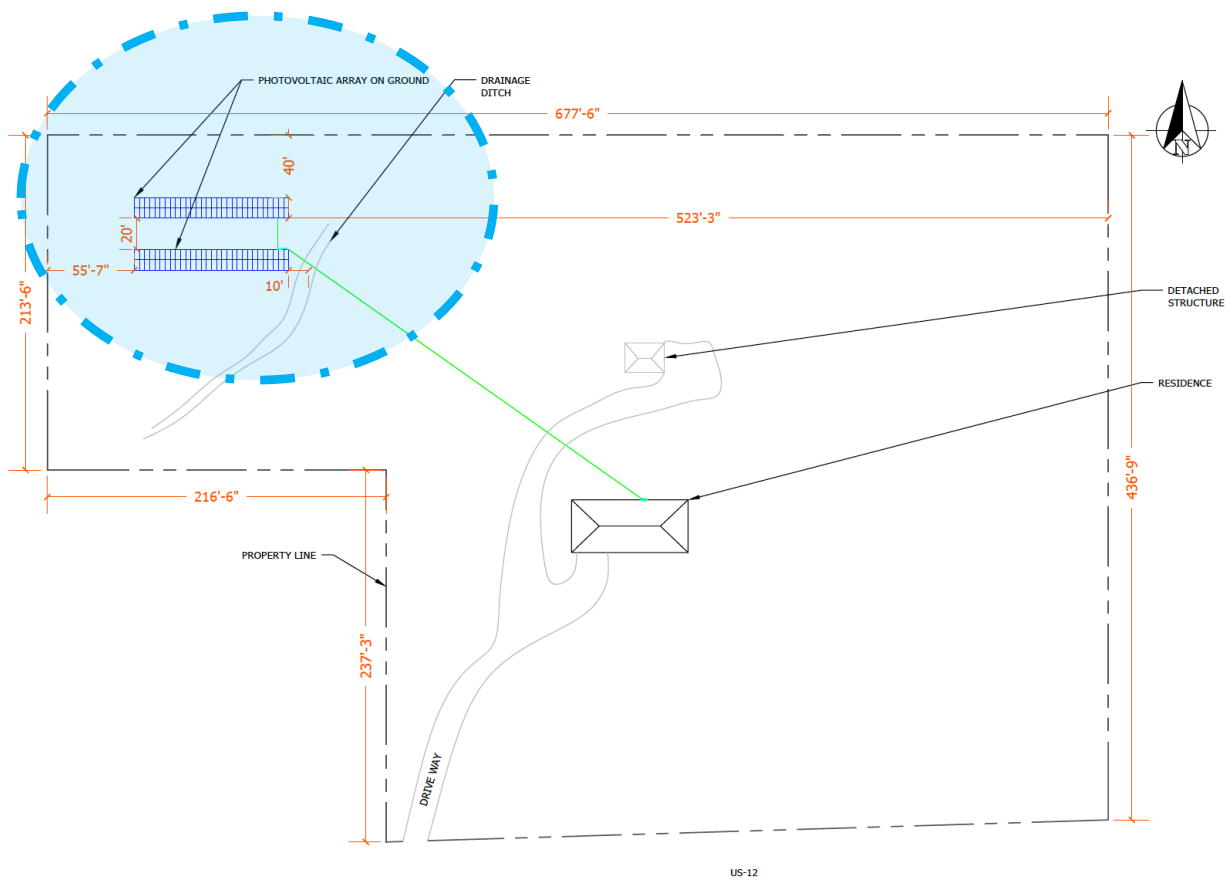 PHOTOVOLTAIC ARRAY ON GROUND
DRAINAGE
DITCH
677'-6"
N
40'
523'-3"
20'
55'-7"
10'
213'-6"
DETACHED
STRUCTURE
RESIDENCE
436'-9"
216'-6"
PROPERTY LINE
237'-3"
DRIVE WAY
US-12